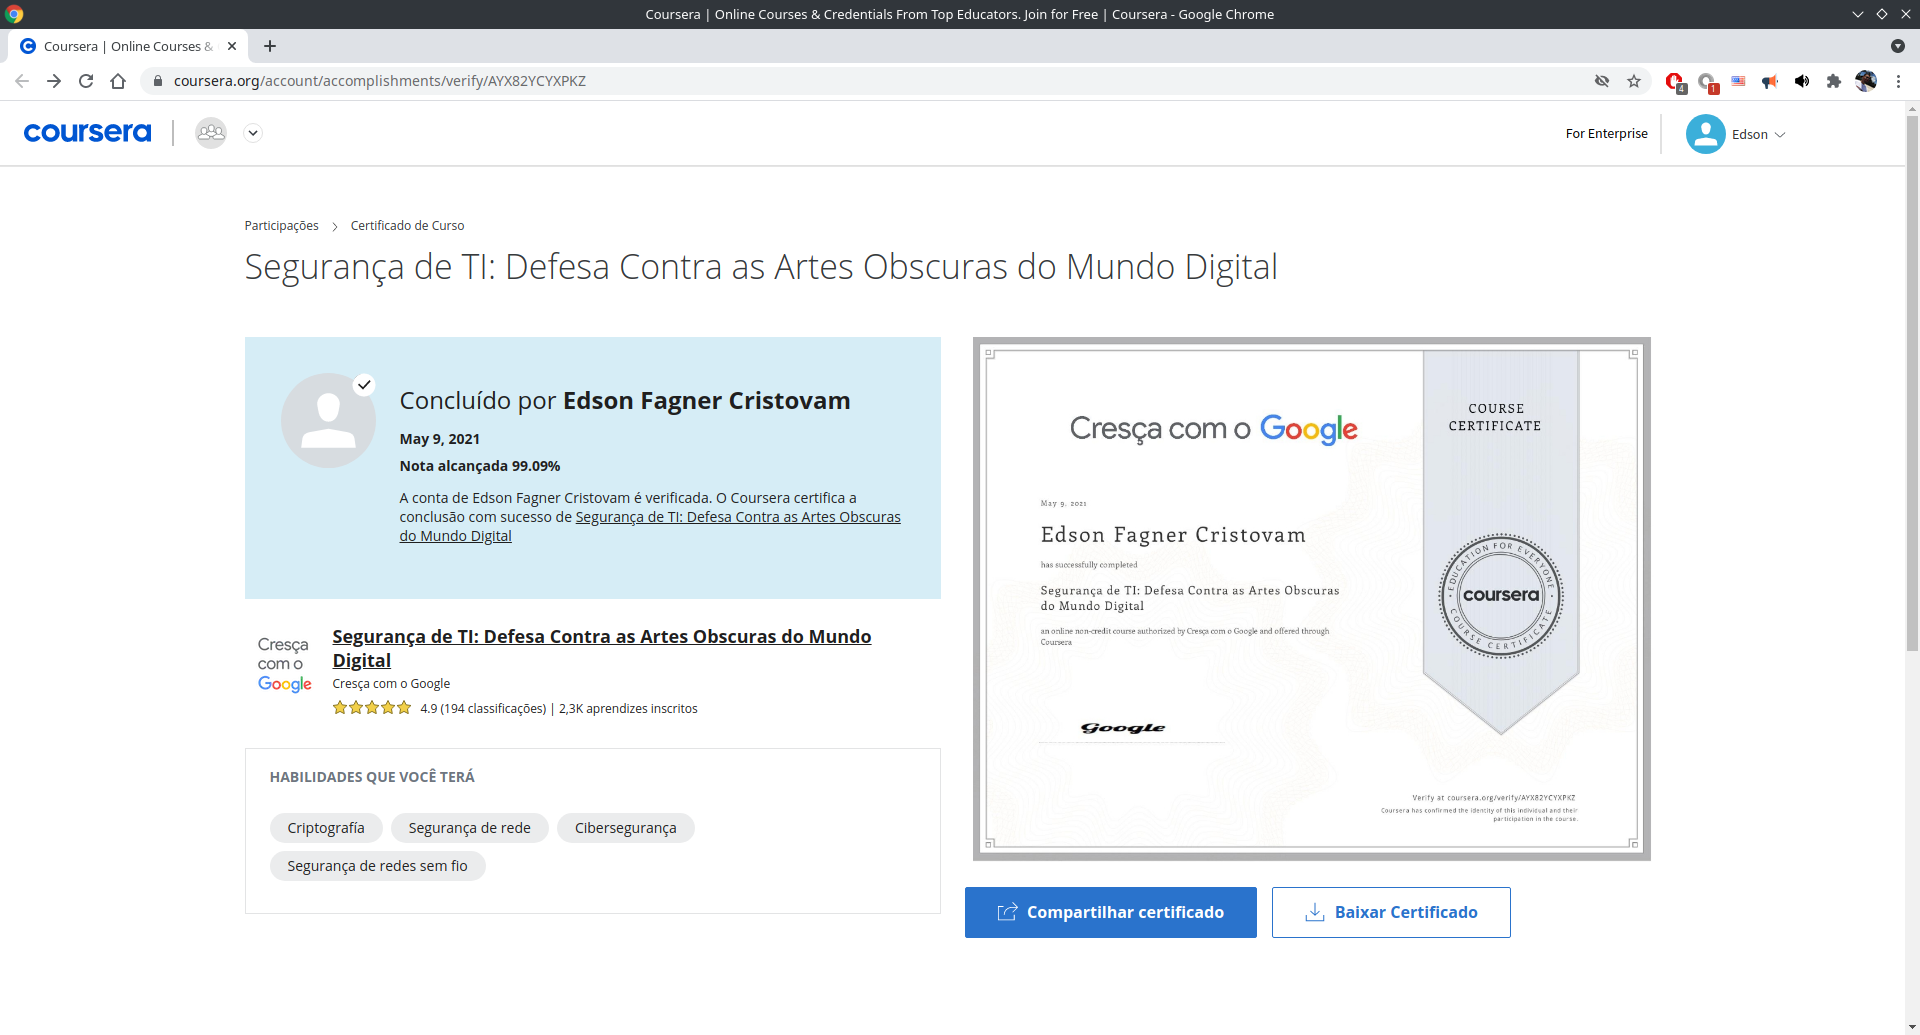 Coursera | Online Courses & Credentials From Top Educators. Join for Free | Coursera - Google Chrome
Coursera | Online Courses &
coursera.org/account/accomplishments/verify/AYX82YCYXPKZ
4
1
coursera
For Enterprise
Edson
Participações
Certificado de Curso
Segurança de TI: Defesa Contra as Artes Obscuras do Mundo Digital
Concluído por Edson Fagner Cristovam
May 9, 2021
Nota alcançada 99.09%
A conta de Edson Fagner Cristovam é verificada. O Coursera certifica a
conclusão com sucesso de Segurança de TI: Defesa Contra as Artes Obscuras
do Mundo Digital
Cresça
com o
Google
Segurança de TI: Defesa Contra as Artes Obscuras do Mundo
Digital
Cresça com o Google
4.9 (194 classificações) | 2,3K aprendizes inscritos
HABILIDADES QUE VOCÊ TERÁ
Criptografia
Segurança de rede
Cibersegurança
Segurança de redes sem fio
Cresça com o Google
COURSE
CERTIFICATE
May 9, 2021
Edson Fagner Cristovam
has successfully completed
Segurança de TI: Defesa Contra as Artes Obscuras
do Mundo Digital
an online non-credit course authorized by Cresça com o Google and offered through
Coursera
EDUCATION FOR EVERYONE
coursera
COURSE CERTIFICATE
Google
Verify at coursera.org/verify/AYX82YCYXPKZ
Coursera has confirmed the identity of this individual and their
participation in the course.
Compartilhar certificado
Baixar Certificado